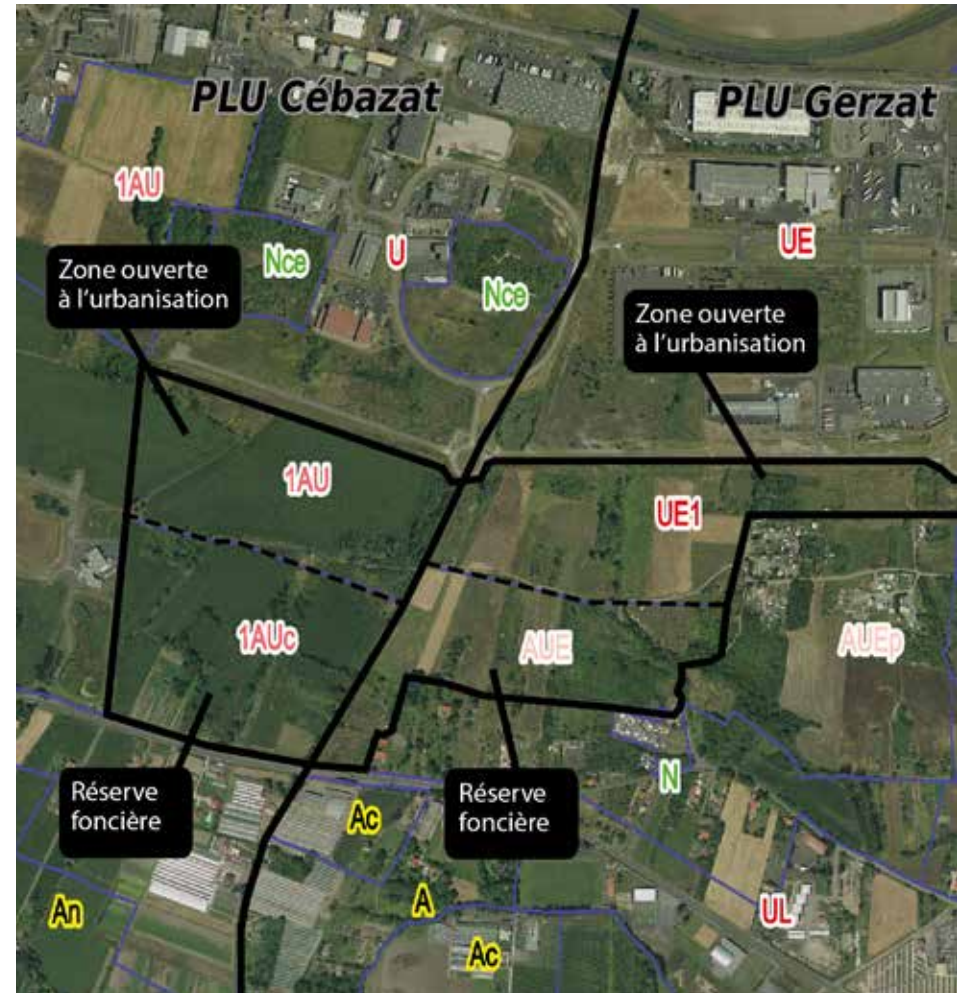 PLU Cébazat
PLU Gerzat
1AU
Nce
U
Nce
UE
Zone ouverte
à l'urbanisation
Zone ouverte
à l'urbanisation
1AU
UE1
1AUc
AUE
AUEp
Réserve
foncière
Réserve
foncière
N
Ac
An
A
UL
Ac